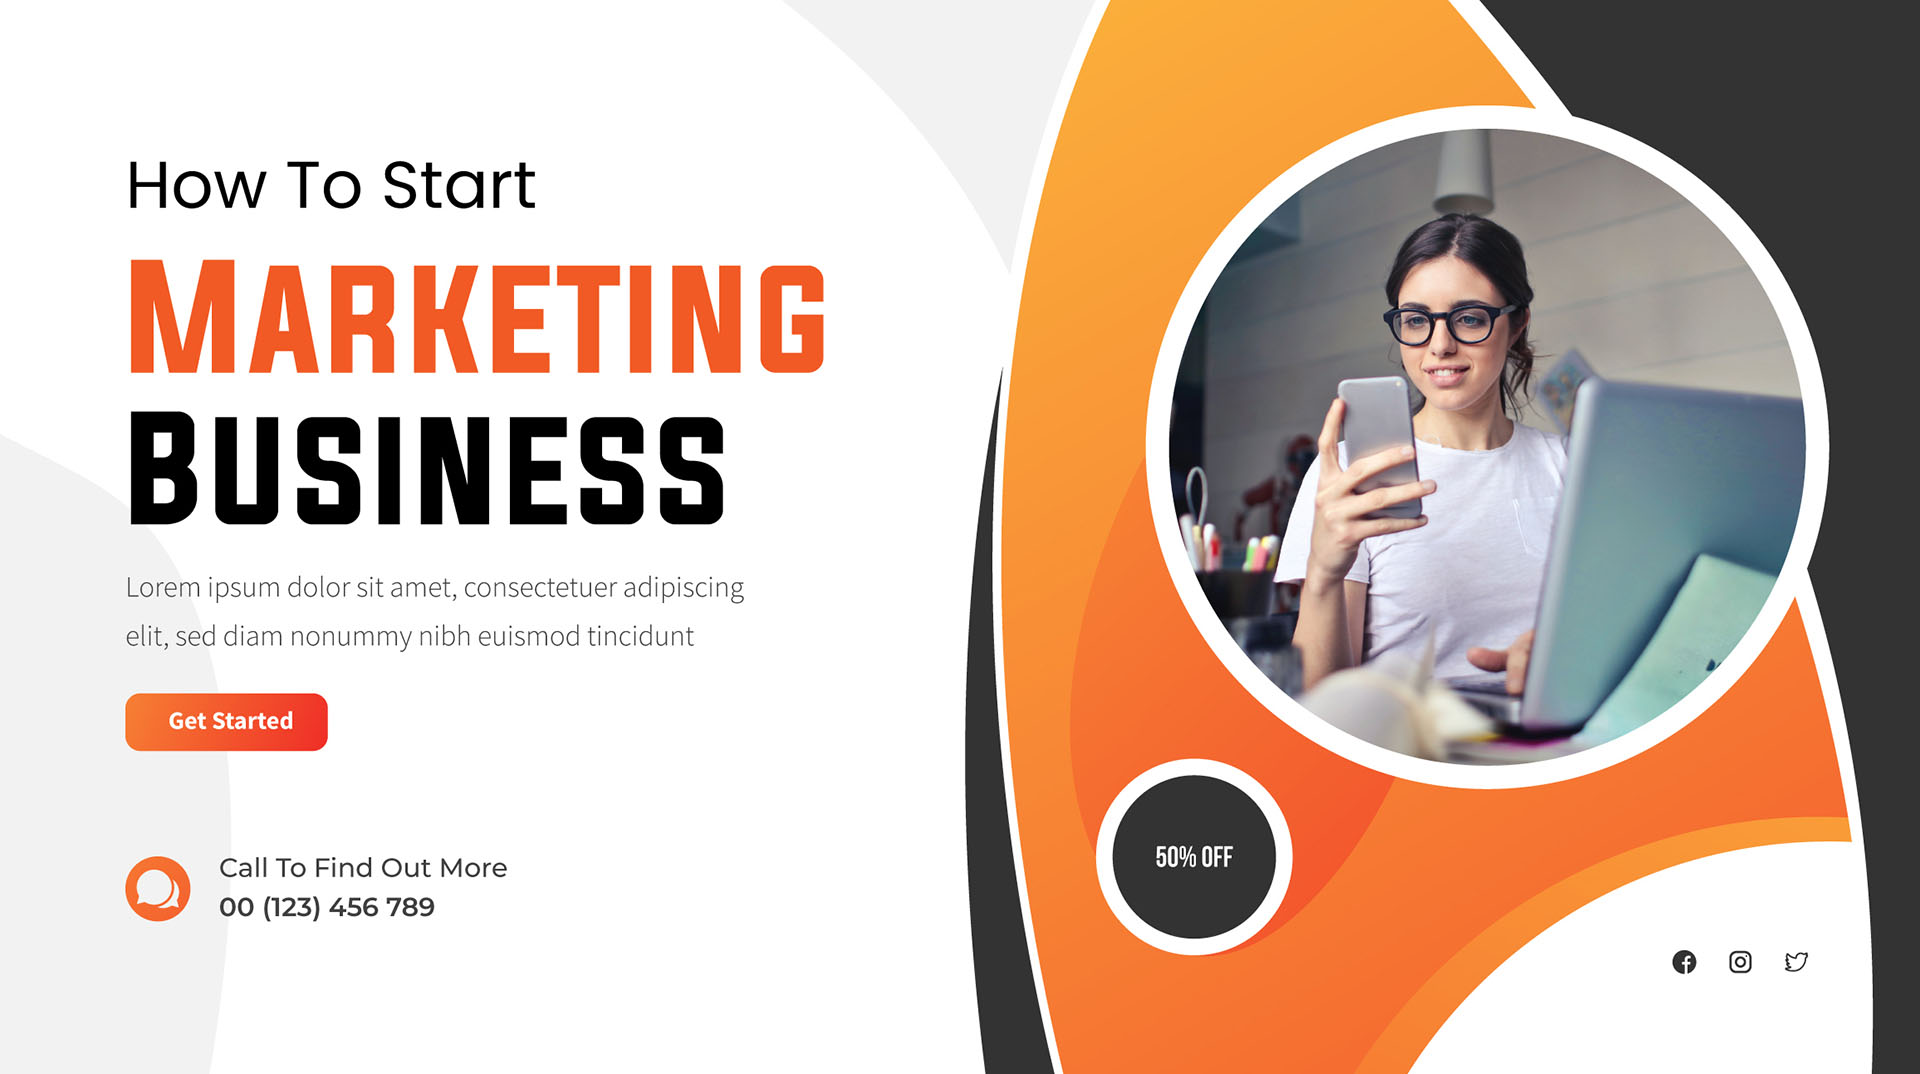 How To Start
MARKETING
BUSINESS
Lorem ipsum dolor sit amet, consectetuer adipiscing
elit, sed diam nonummy nibh euismod tincidunt
Get Started
Call To Find Out More
00 (123) 456 789
50% OFF